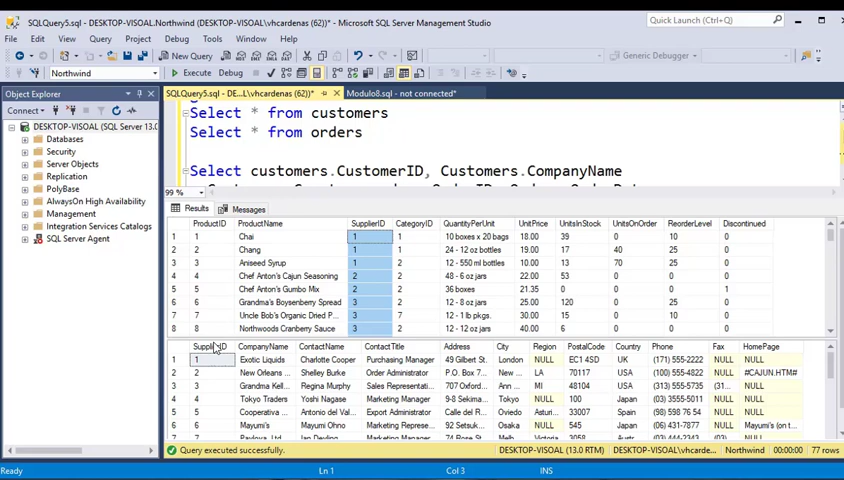 SQLQuery5.sql - DESKTOP-VISOAL.Northwind (DESKTOP-VISOAL\vhcardenas (62))* - Microsoft SQL Server Management Studio
Quick Launch (Ctrl+Q)
File Edit View Query Project Debug Tools Window Help
New Query Generic Debugger
Northwind Execute Debug
Object Explorer
SQLQuery5.sql - DE...L\vhcardenas (62))* Modulo8.sql - not connected*
Connect
DESKTOP-VISOAL (SQL Server 13.0
Databases
Security
Server Objects
Replication
PolyBase
AlwaysOn High Availability
Management
Integration Services Catalogs
SQL Server Agent
Select * from customers
Select * from orders
Select customers.CustomerID, Customers.CompanyName
99 %
Results Messages
ProductID ProductName SupplierID CategoryID QuantityPerUnit UnitPrice UnitsInStock UnitsOnOrder ReorderLevel Discontinued
1 1 Chai 1 1 10 boxes x 20 bags 18.00 39 0 10 0
2 2 Chang 1 1 24 - 12 oz bottles 19.00 17 40 25 0
3 3 Aniseed Syrup 1 2 12 - 550 ml bottles 10.00 13 70 25 0
4 4 Chef Anton's Cajun Seasoning 2 2 48 - 6 oz jars 22.00 53 0 0 0
5 5 Chef Anton's Gumbo Mix 2 2 36 boxes 21.35 0 0 0 1
6 6 Grandma's Boysenberry Spread 3 2 12 - 8 oz jars 25.00 120 0 25 0
7 7 Uncle Bob's Organic Dried P... 3 7 12 - 1 lb pkgs. 30.00 15 0 10 0
8 8 Northwoods Cranberry Sauce 3 2 12 - 12 oz jars 40.00 6 0 0 0
SupplierID CompanyName ContactName ContactTitle Address City Region PostalCode Country Phone Fax HomePage
1 1 Exotic Liquids Charlotte Cooper Purchasing Manager 49 Gilbert St. London NULL EC1 4SD UK (171) 555-2222 NULL NULL
2 2 New Orleans ... Shelley Burke Order Administrator P.O. Box 7... New ... LA 70117 USA (100) 555-4822 NULL #CAJUN.HTM#
3 3 Grandma Kell... Regina Murphy Sales Representati... 707 Oxford... Ann ... MI 48104 USA (313) 555-5735 (31... NULL
4 4 Tokyo Traders Yoshi Nagase Marketing Manager 9-8 Sekima... Tokyo NULL 100 Japan (03) 3555-5011 NULL NULL
5 5 Cooperativa ... Antonio del Val... Export Administrator Calle del R... Oviedo Asturi... 33007 Spain (98) 598 76 54 NULL NULL
6 6 Mayumi's Mayumi Ohno Marketing Represe... 92 Setsuk... Osaka NULL 545 Japan (06) 431-7877 NULL Mayumi's (on t...
7 7 Pavlova, Ltd. Ian Devling Marketing Manager 74 Rose St... Melb... Victoria 3058 Austr... (03) 444-2343
Query executed successfully. DESKTOP-VISOAL (13.0 RTM) DESKTOP-VISOAL\vhcarde... Northwind 00:00:00 77 rows
Ready Ln 1 Col 3 INS